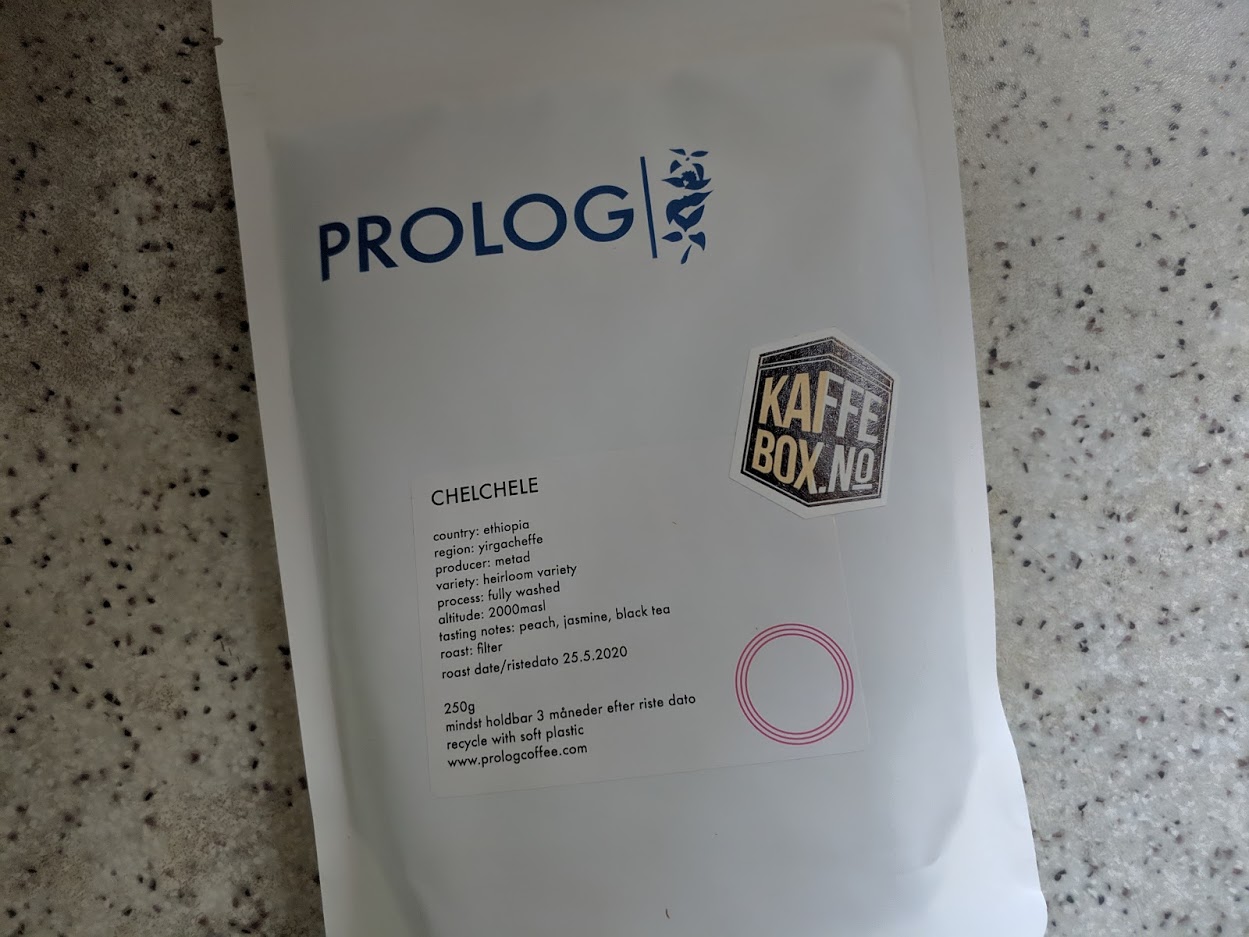 PROLOG
KAFFE
BOX.NO
CHELCHELE
country: ethiopia
region: yirgacheffe
producer: metad
variety: heirloom variety
process: fully washed
altitude: 2000masl
tasting notes: peach, jasmine, black tea
roast: filter
roast date/ristedato 25.5.2020
250g
mindst holdbar 3 måneder efter riste dato
recycle with soft plastic
www.prologcoffee.com